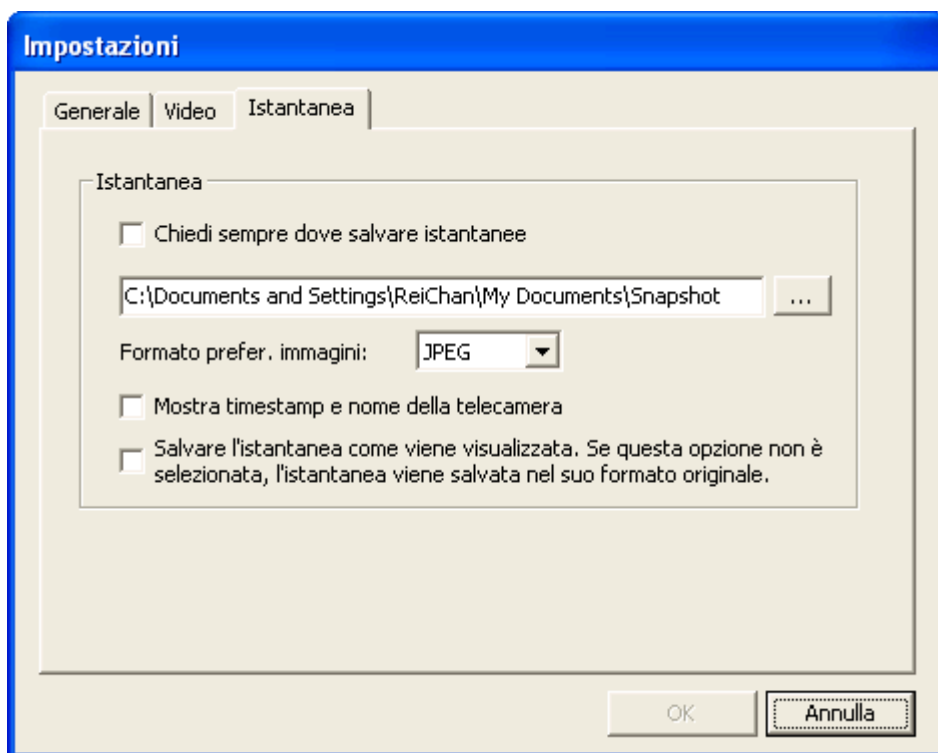 Impostazioni
Generale Video Istantanea
Istantanea
Chiedi sempre dove salvare istantanee
C:\Documents and Settings\ReiChan\My Documents\Snapshot ...
Formato prefer. immagini: JPEG
Mostra timestamp e nome della telecamera
Salvare l'istantanea come viene visualizzata. Se questa opzione non è
selezionata, l'istantanea viene salvata nel suo formato originale.
OK Annulla